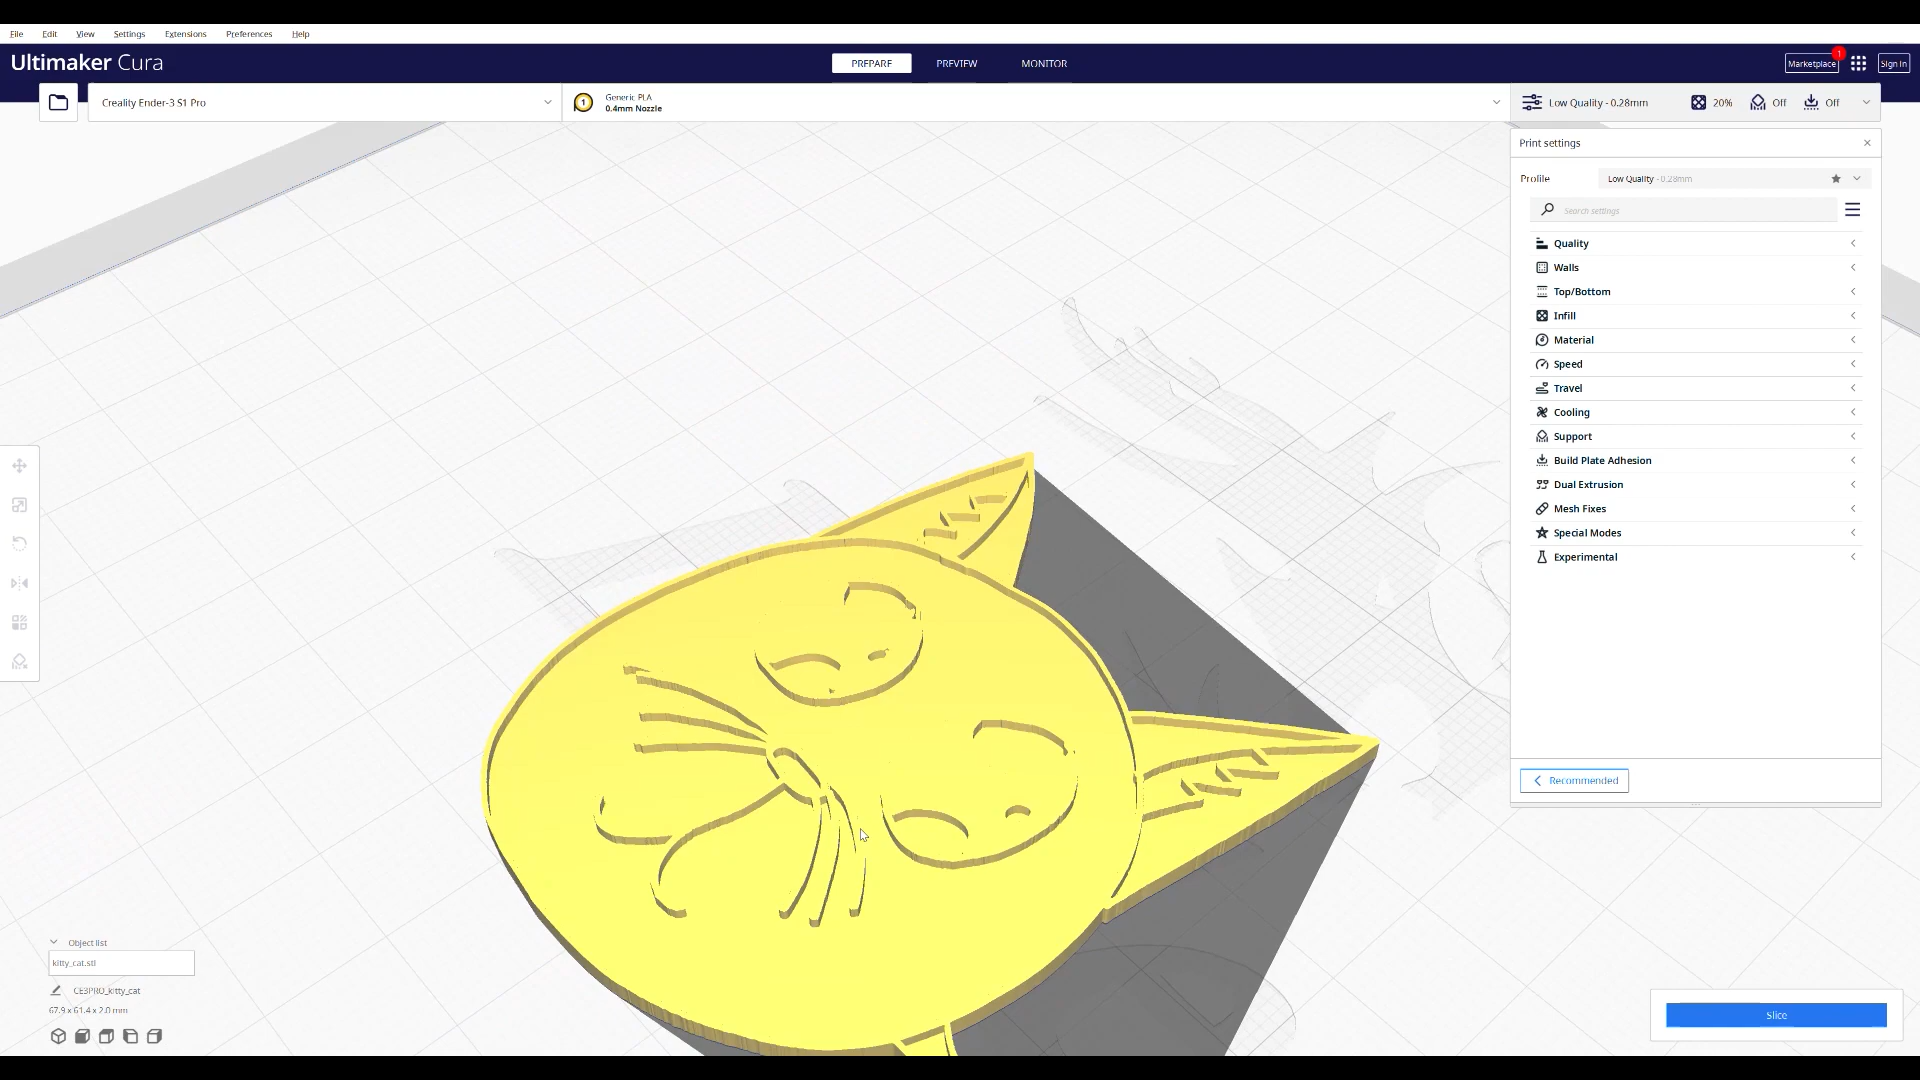 File Edit View Settings Extensions Preferences Help
Ultimaker Cura
PREPARE PREVIEW MONITOR
Marketplace 1
Sign In
Creality Ender-3 S1 Pro
1
Generic PLA
0.4mm Nozzle
Low Quality - 0.28mm 20% Off Off
Print settings
Profile Low Quality - 0.28mm
Search settings
Quality
Walls
Top/Bottom
Infill
Material
Speed
Travel
Cooling
Support
Build Plate Adhesion
Dual Extrusion
Mesh Fixes
Special Modes
Experimental
Recommended
Object list
kitty_cat.stl
CE3PRO_kitty_cat
67.9 x 61.4 x 2.0 mm
Slice